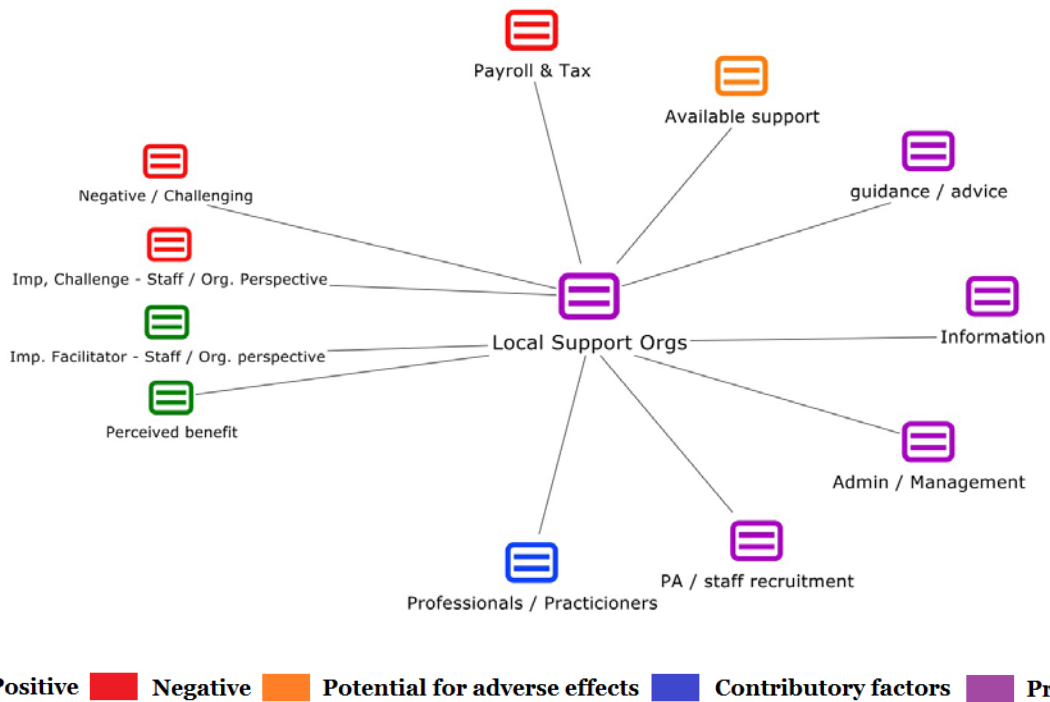 Payroll & Tax
Available support
guidance / advice
Negative / Challenging
Imp, Challenge - Staff / Org. Perspective
Imp. Facilitator - Staff / Org. perspective
Perceived benefit
Local Support Orgs
Information
Admin / Management
PA / staff recruitment
Professionals / Practicioners
Positive Negative Potential for adverse effects Contributory factors